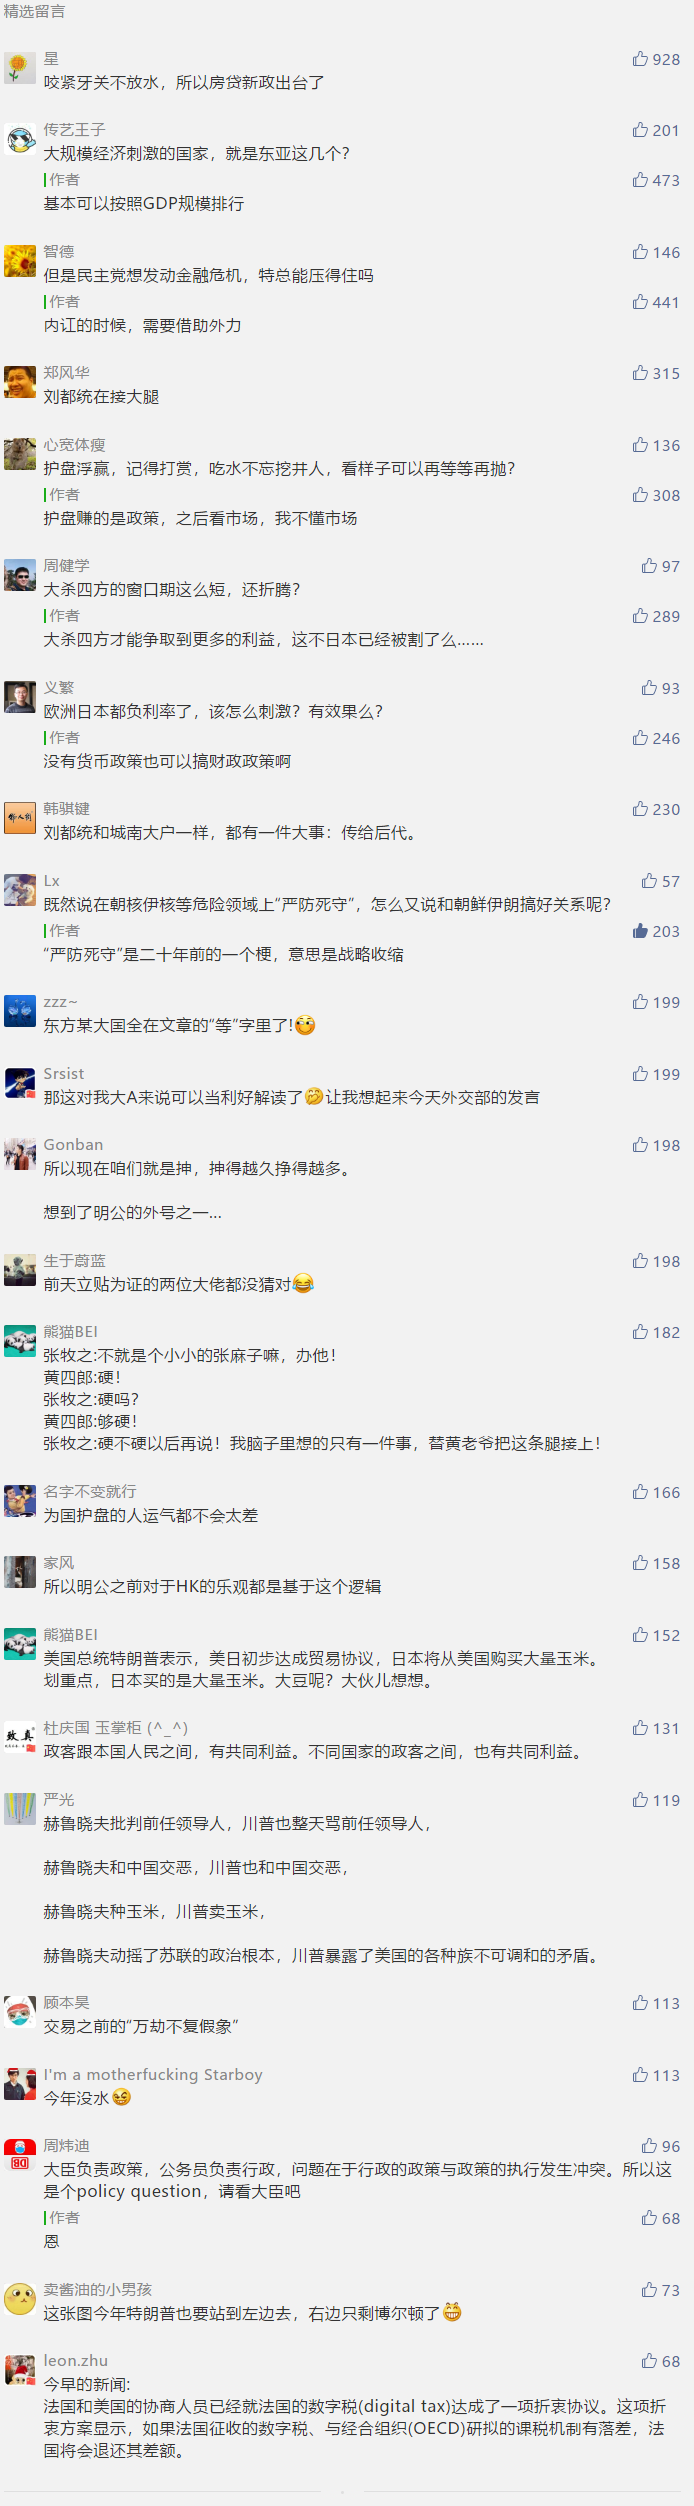 精选留言
星
928
咬紧牙关不放水，所以房贷新政出台了
传艺王子
201
大规模经济刺激的国家，就是东亚这几个？
作者
473
基本可以按照GDP规模排行
智德
146
但是民主党想发动金融危机，特总能压得住吗
作者
441
内讧的时候，需要借助外力
郑风华
315
刘都统在接大腿
心宽体瘦
136
护盘浮赢，记得打赏，吃水不忘挖井人，看样子可以再等等再抛？
作者
308
护盘赚的是政策，之后看市场，我不懂市场
周健学
97
大杀四方的窗口期这么短，还折腾？
作者
289
大杀四方才能争取到更多的利益，这不日本已经被割了么……
义繁
93
欧洲日本都负利率了，该怎么刺激？有效果么？
作者
246
没有货币政策也可以搞财政政策啊
韩骐键
230
刘都统和城南大户一样，都有一件大事：传给后代。
Lx
57
既然说在朝核伊核等危险领域上“严防死守”，怎么又说和朝鲜伊朗搞好关系呢？
作者
203
“严防死守”是二十年前的一个梗，意思是战略收缩
zzz~
199
东方某大国全在文章的“等”字里了!
Srsist
199
那这对我大A来说可以当利好解读了🤣让我想起来今天外交部的发言
Gonban
198
所以现在咱们就是抻，抻得越久挣得越多。
想到了明公的外号之一...
生于蔚蓝
198
前天立贴为证的两位大佬都没猜对😂
熊猫BEI
182
张牧之:不就是个小小的张麻子嘛，办他！
黄四郎:硬！
张牧之:硬吗？
黄四郎:够硬！
张牧之:硬不硬以后再说！我脑子里想的只有一件事，替黄老爷把这条腿接上！
名字不变就行
166
为国护盘的人运气都不会太差
家风
158
所以明公之前对于HK的乐观都是基于这个逻辑
熊猫BEI
152
美国总统特朗普表示，美日初步达成贸易协议，日本将从美国购买大量玉米。
划重点，日本买的是大量玉米。大豆呢？大伙儿想想。
杜庆国 玉掌柜 (^_^)
131
政客跟本国人民之间，有共同利益。不同国家的政客之间，也有共同利益。
严光
119
赫鲁晓夫批判前任领导人，川普也整天骂前任领导人，
赫鲁晓夫和中国交恶，川普也和中国交恶，
赫鲁晓夫种玉米，川普卖玉米，
赫鲁晓夫动摇了苏联的政治根本，川普暴露了美国的各种族不可调和的矛盾。
顾本昊
113
交易之前的“万劫不复假象”
I'm a motherfucking Starboy
113
今年没水
周炜迪
96
大臣负责政策，公务员负责行政，问题在于行政的政策与政策的执行发生冲突。所以这
是个policy question，请看大臣吧
作者
68
恩
卖酱油的小男孩
73
这张图今年特朗普也要站到左边去，右边只剩博尔顿了😁
leon.zhu
68
今早的新闻:
法国和美国的协商人员已经就法国的数字税(digital tax)达成了一项折衷协议。这项折
衷方案显示，如果法国征收的数字税、与经合组织(OECD)研拟的课税机制有落差，法
国将会退还其差额。